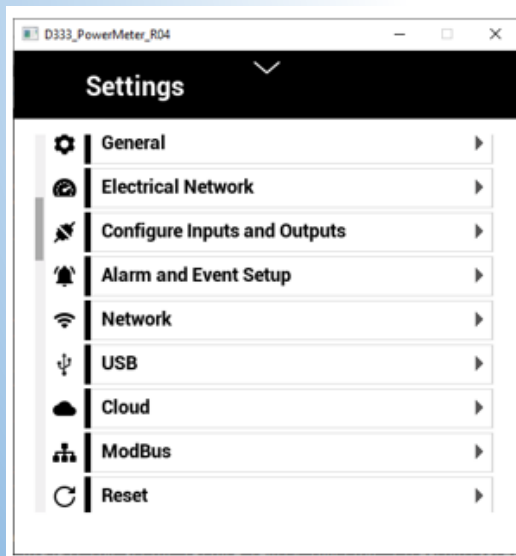 D333_PowerMeter_R04
Settings
General
Electrical Network
Configure Inputs and Outputs
Alarm and Event Setup
Network
USB
Cloud
ModBus
Reset